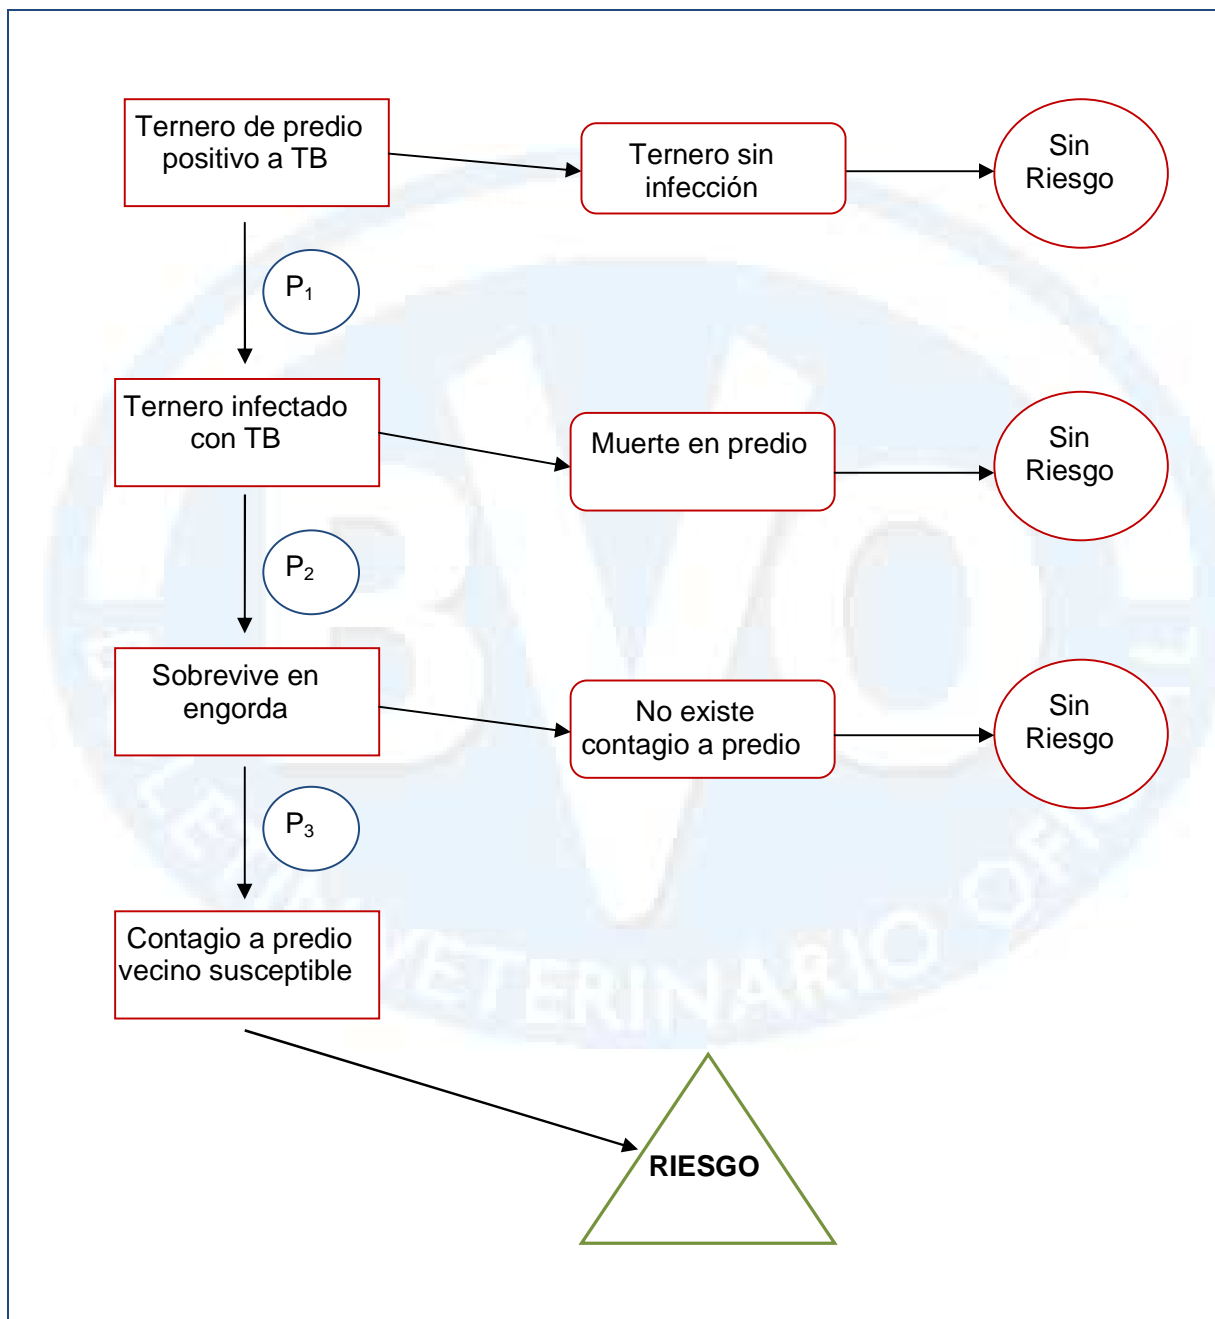 Ternero de predio
positivo a TB
Ternero sin
infección
Sin
Riesgo
P₁
Ternero infectado
con TB
Muerte en predio
Sin
Riesgo
P₂
Sobrevive en
engorda
No existe
contagio a predio
Sin
Riesgo
P₃
Contagio a predio
vecino susceptible
RIESGO
BVO